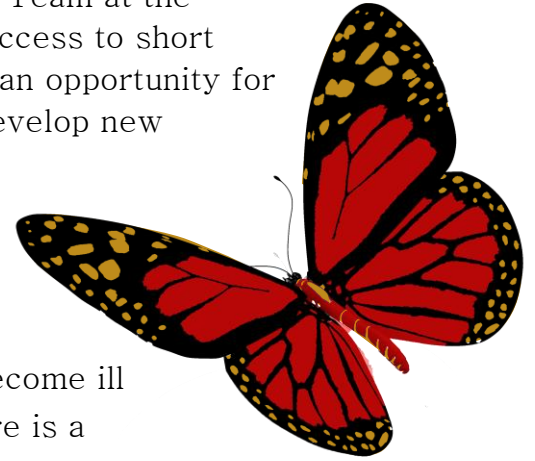 Team at the
ccess to short
an opportunity for
evelop new
ecome ill
re is a